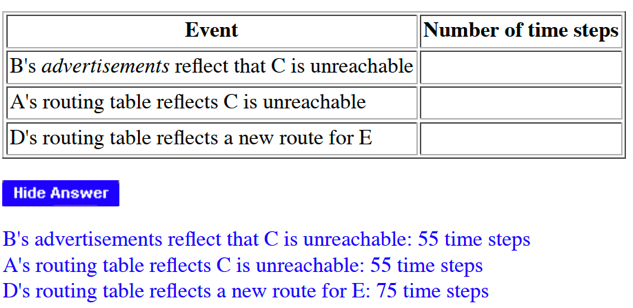 Event Number of time steps
B's advertisements reflect that C is unreachable
A's routing table reflects C is unreachable
D's routing table reflects a new route for E
Hide Answer
B's advertisements reflect that C is unreachable: 55 time steps
A's routing table reflects C is unreachable: 55 time steps
D's routing table reflects a new route for E: 75 time steps